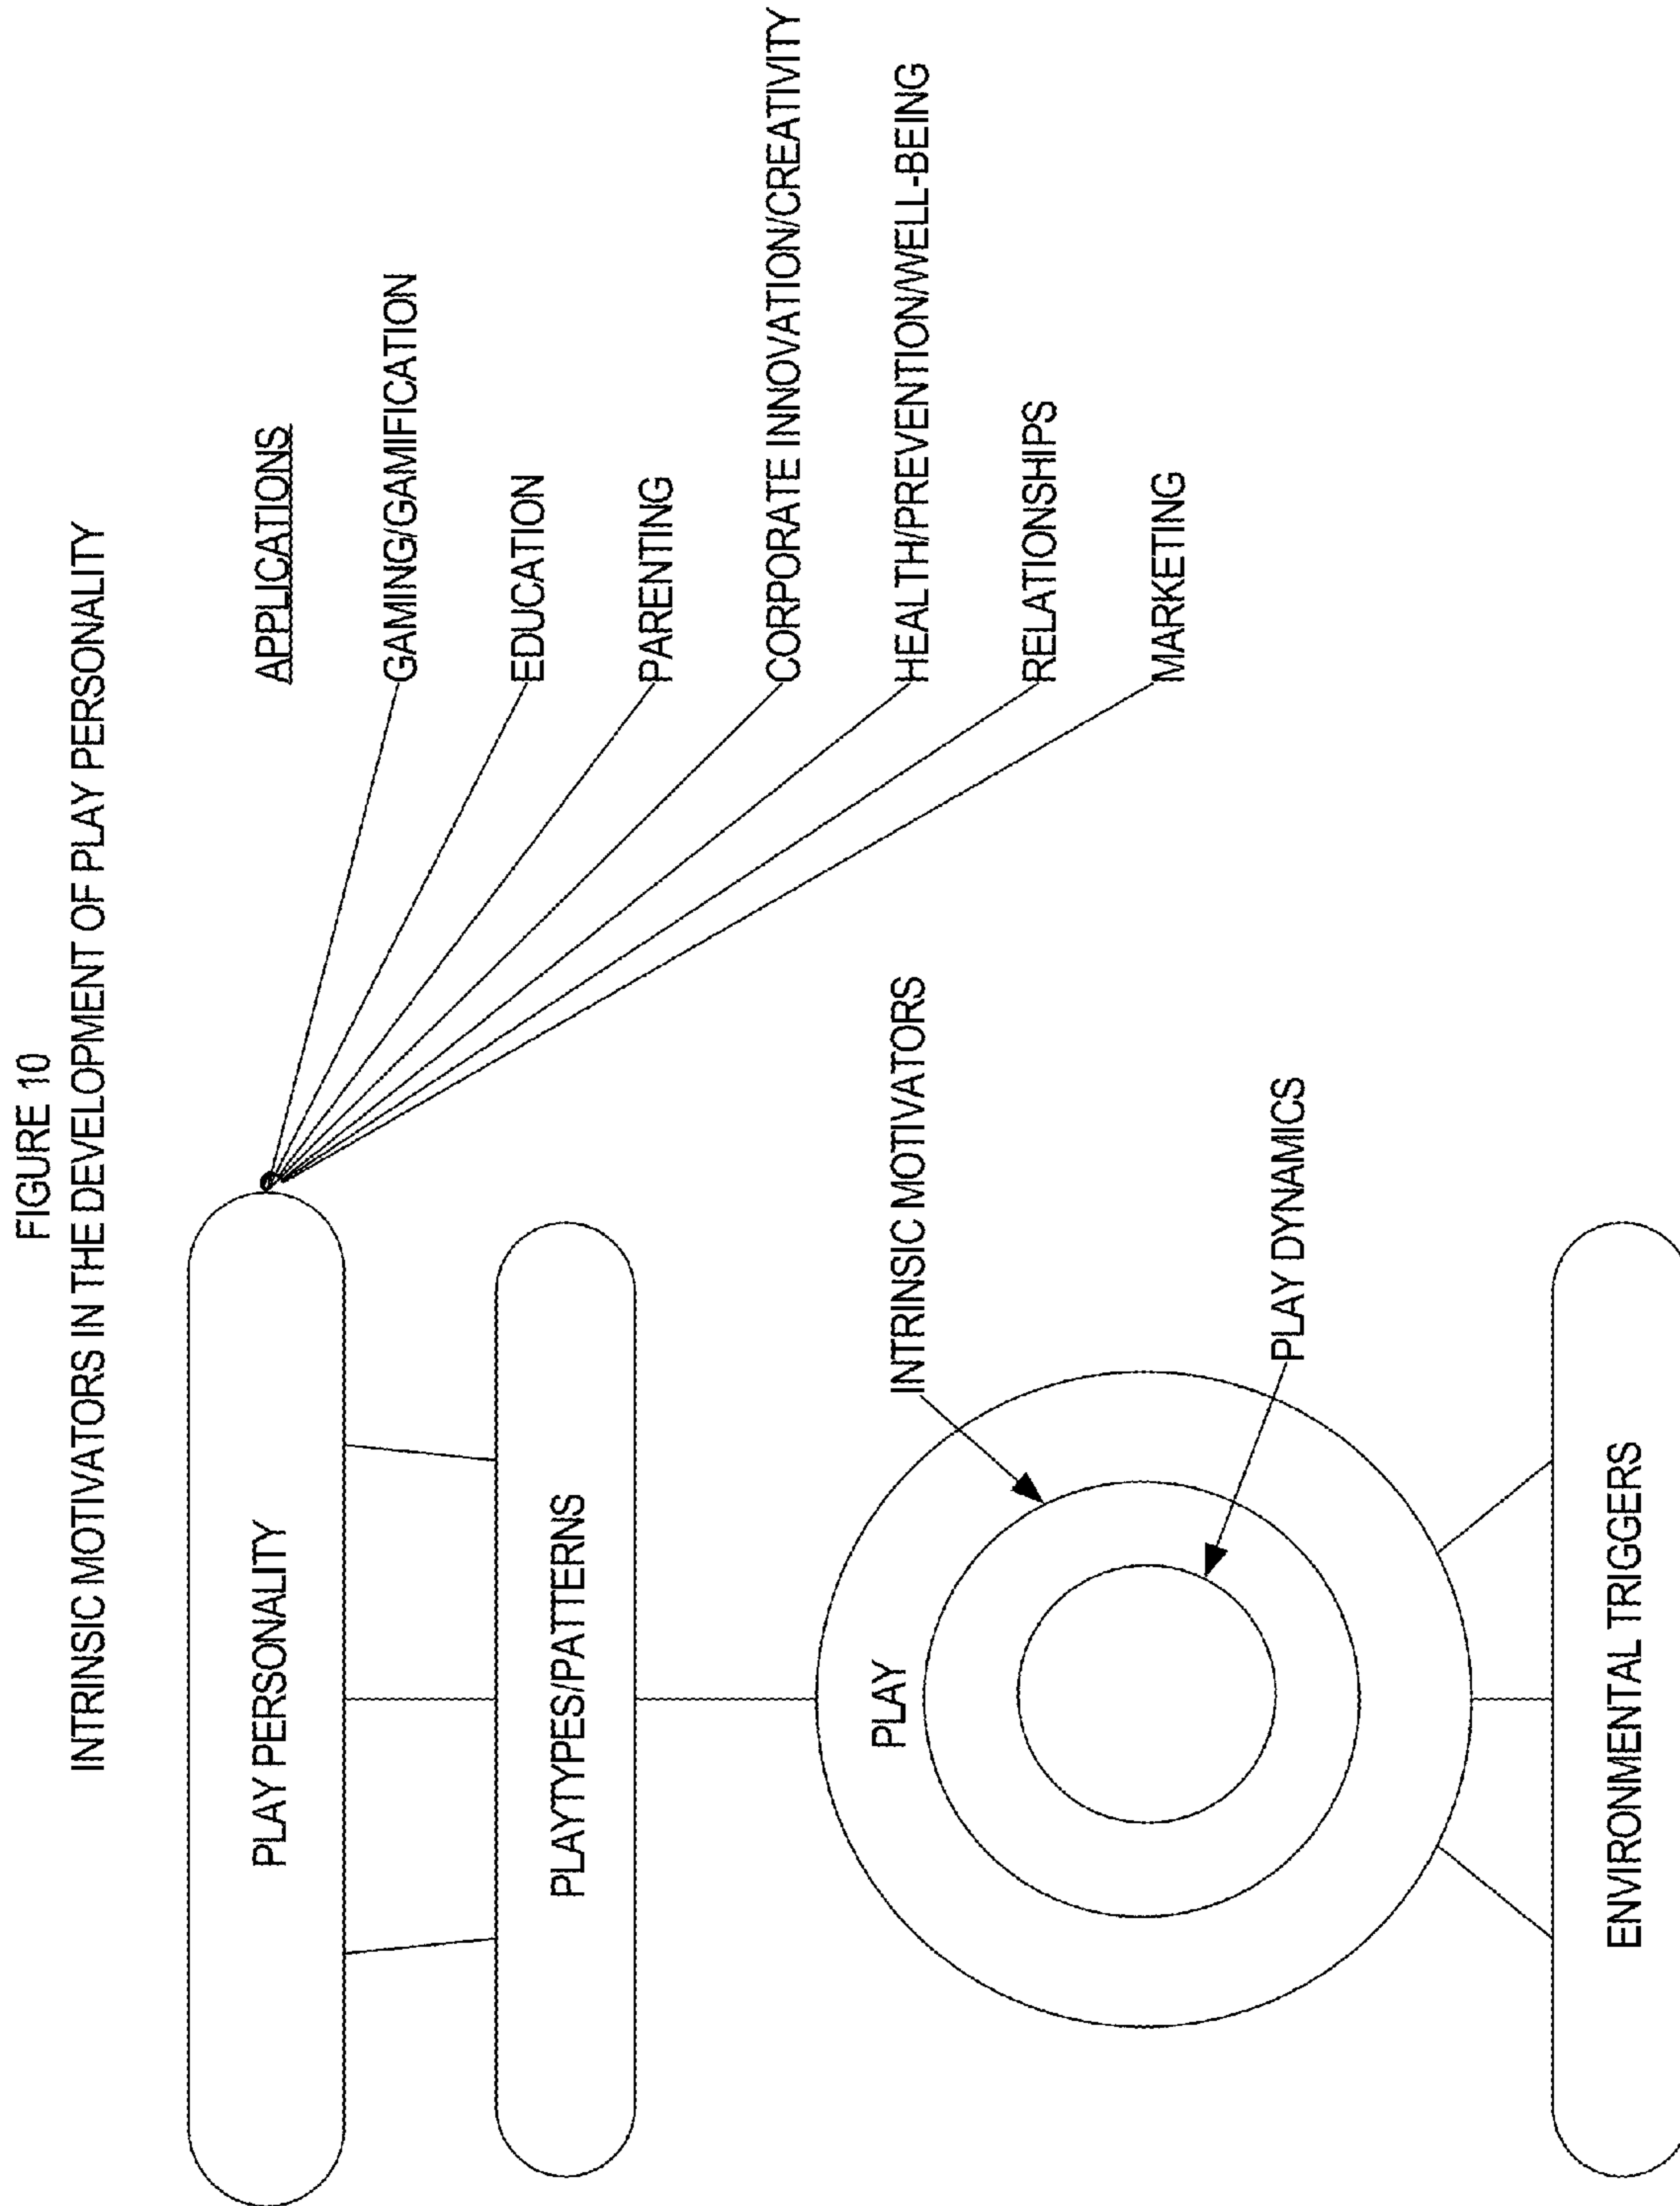 FIGURE 10
INTRINSIC MOTIVATORS IN THE DEVELOPMENT OF PLAY PERSONALITY
PLAY PERSONALITY
PLAYTYPES/PATTERNS
PLAY
INTRINSIC MOTIVATORS
PLAY DYNAMICS
ENVIRONMENTAL TRIGGERS
APPLICATIONS
GAMING/GAMIFICATION
EDUCATION
PARENTING
CORPORATE INNOVATION/CREATIVITY
HEALTH/PREVENTION/WELL-BEING
RELATIONSHIPS
MARKETING